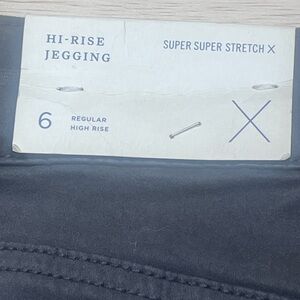 HI-RISE
JEGGING
SUPER SUPER STRETCH X
6
REGULAR
HIGH RISE
X